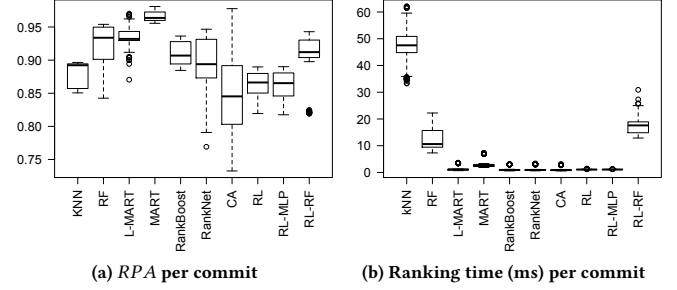 0.95
0.90
0.85
0.80
0.75
KNN
RF
L-MART
MART
RankBoost
RankNet
CA
RL
RL-MLP
RL-RF
(a) RPA per commit
60
50
40
30
20
10
0
kNN
RF
L-MART
MART
RankBoost
RankNet
CA
RL
RL-MLP
RL-RF
(b) Ranking time (ms) per commit